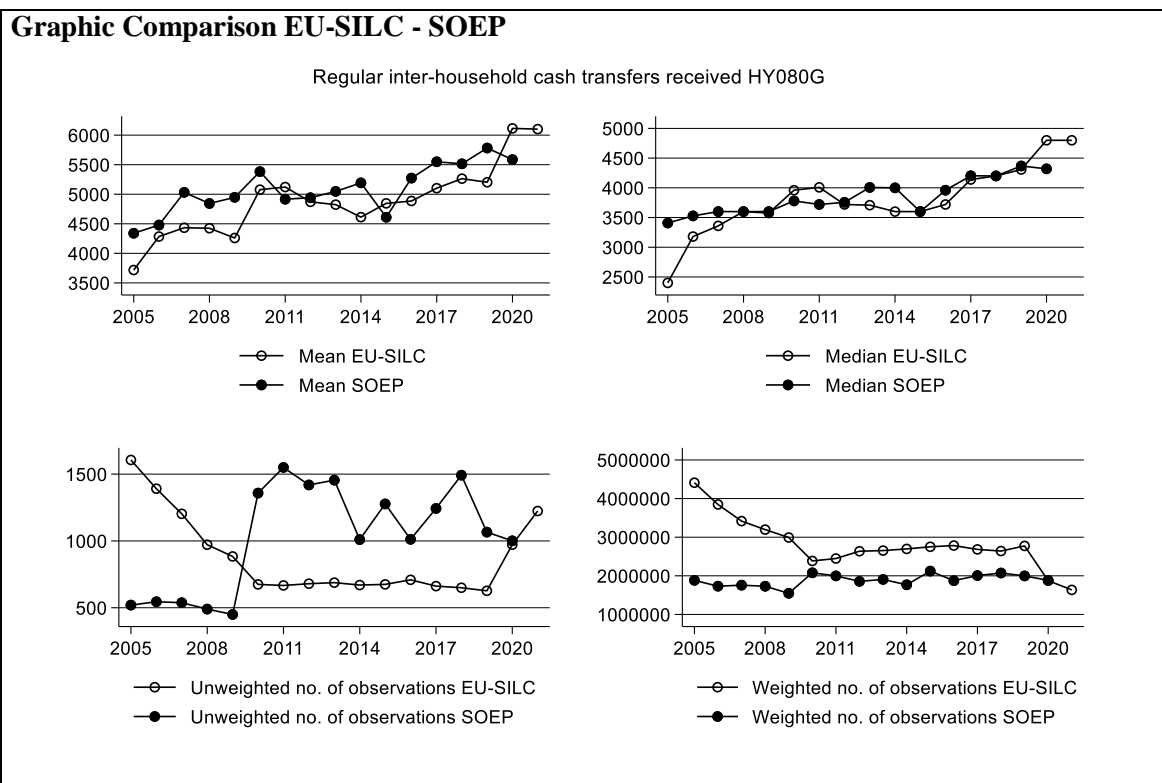 Graphic Comparison EU-SILC - SOEP
Regular inter-household cash transfers received HY080G
6000
5500
5000
4500
4000
3500
2005 2008 2011 2014 2017 2020
Mean EU-SILC
Mean SOEP
5000
4500
4000
3500
3000
2500
2005 2008 2011 2014 2017 2020
Median EU-SILC
Median SOEP
1500
1000
500
2005 2008 2011 2014 2017 2020
Unweighted no. of observations EU-SILC
Unweighted no. of observations SOEP
5000000
4000000
3000000
2000000
1000000
2005 2008 2011 2014 2017 2020
Weighted no. of observations EU-SILC
Weighted no. of observations SOEP